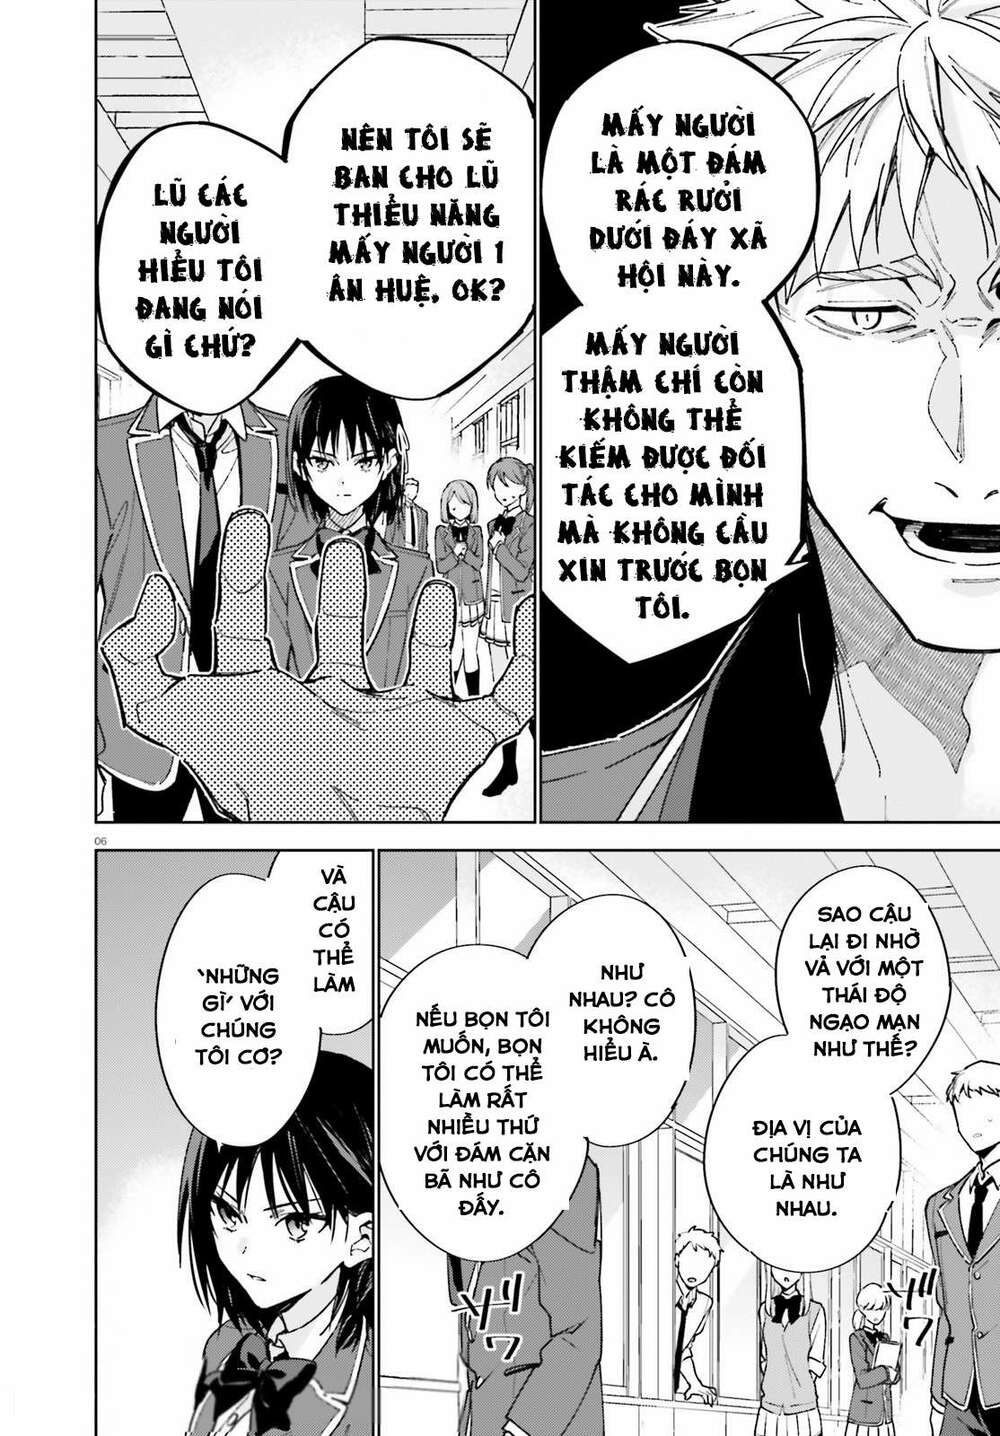 MẤY NGƯỜI
LÀ MỘT ĐÁM
RÁC RƯỞI
DƯỚI ĐÁY XÃ
HỘI NÀY.
MẤY NGƯỜI
THẬM CHÍ CÒN
KHÔNG THỂ
KIẾM ĐƯỢC ĐỐI
TÁC CHO MÌNH
MÀ KHÔNG CẦU
XIN TRƯỚC BỌN
TÔI.
NÊN TÔI SẼ
BAN CHO LŨ
THIỂU NĂNG
MẤY NGƯỜI 1
ÂN HUỆ, OK?
LŨ CÁC
NGƯỜI
HIỂU TÔI
ĐANG NÓI
GÌ CHỨ?
06
SAO CẬU
LẠI ĐI NHỜ
VẢ VỚI MỘT
THÁI ĐỘ
NGẠO MẠN
NHƯ THẾ?
ĐỊA VỊ CỦA
CHÚNG TA
LÀ NHƯ
NHAU.
ザワ
NHƯ
NHAU? CÔ
KHÔNG
HIỂU À.
NẾU BỌN TÔI
MUỐN, BỌN
TÔI CÓ THỂ
LÀM RẤT
NHIỀU THỨ
VỚI ĐÁM CẶN
BÃ NHƯ CÔ
ĐẤY.
ザワ
VÀ
CẬU
CÓ
THỂ
LÀM
‘NHỮNG
GÌ’ VỚI
CHÚNG
TÔI CƠ?